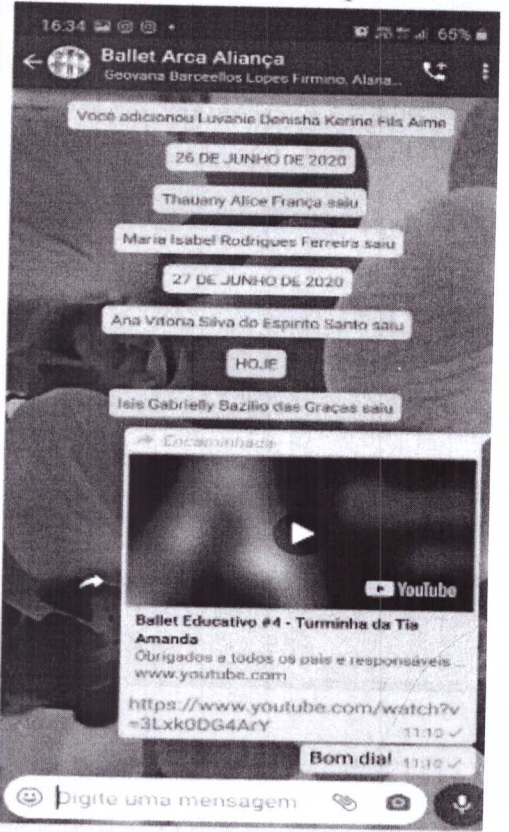 16:34
65%
Ballet Arca Aliança
Geovana Barcellos Lopes Firmino, Alana...
Você adicionou Luvanie Denisha Kerine Fils Aime
26 DE JUNHO DE 2020
Thauany Alice França saiu
Maria Isabel Rodrigues Ferreira saiu
27 DE JUNHO DE 2020
Ana Vitoria Silva do Espirito Santo saiu
HOJE
Isis Gabrielly Bazilio das Graças saiu
Encaminhada
YouTube
Ballet Educativo #4 - Turminha da Tia
Amanda
Obrigados a todos os pais e responsáveis ...
www.youtube.com
https://www.youtube.com/watch?v
=3Lxk0DG4ArY
11:10
Bom dia! 11:10
Digite uma mensagem